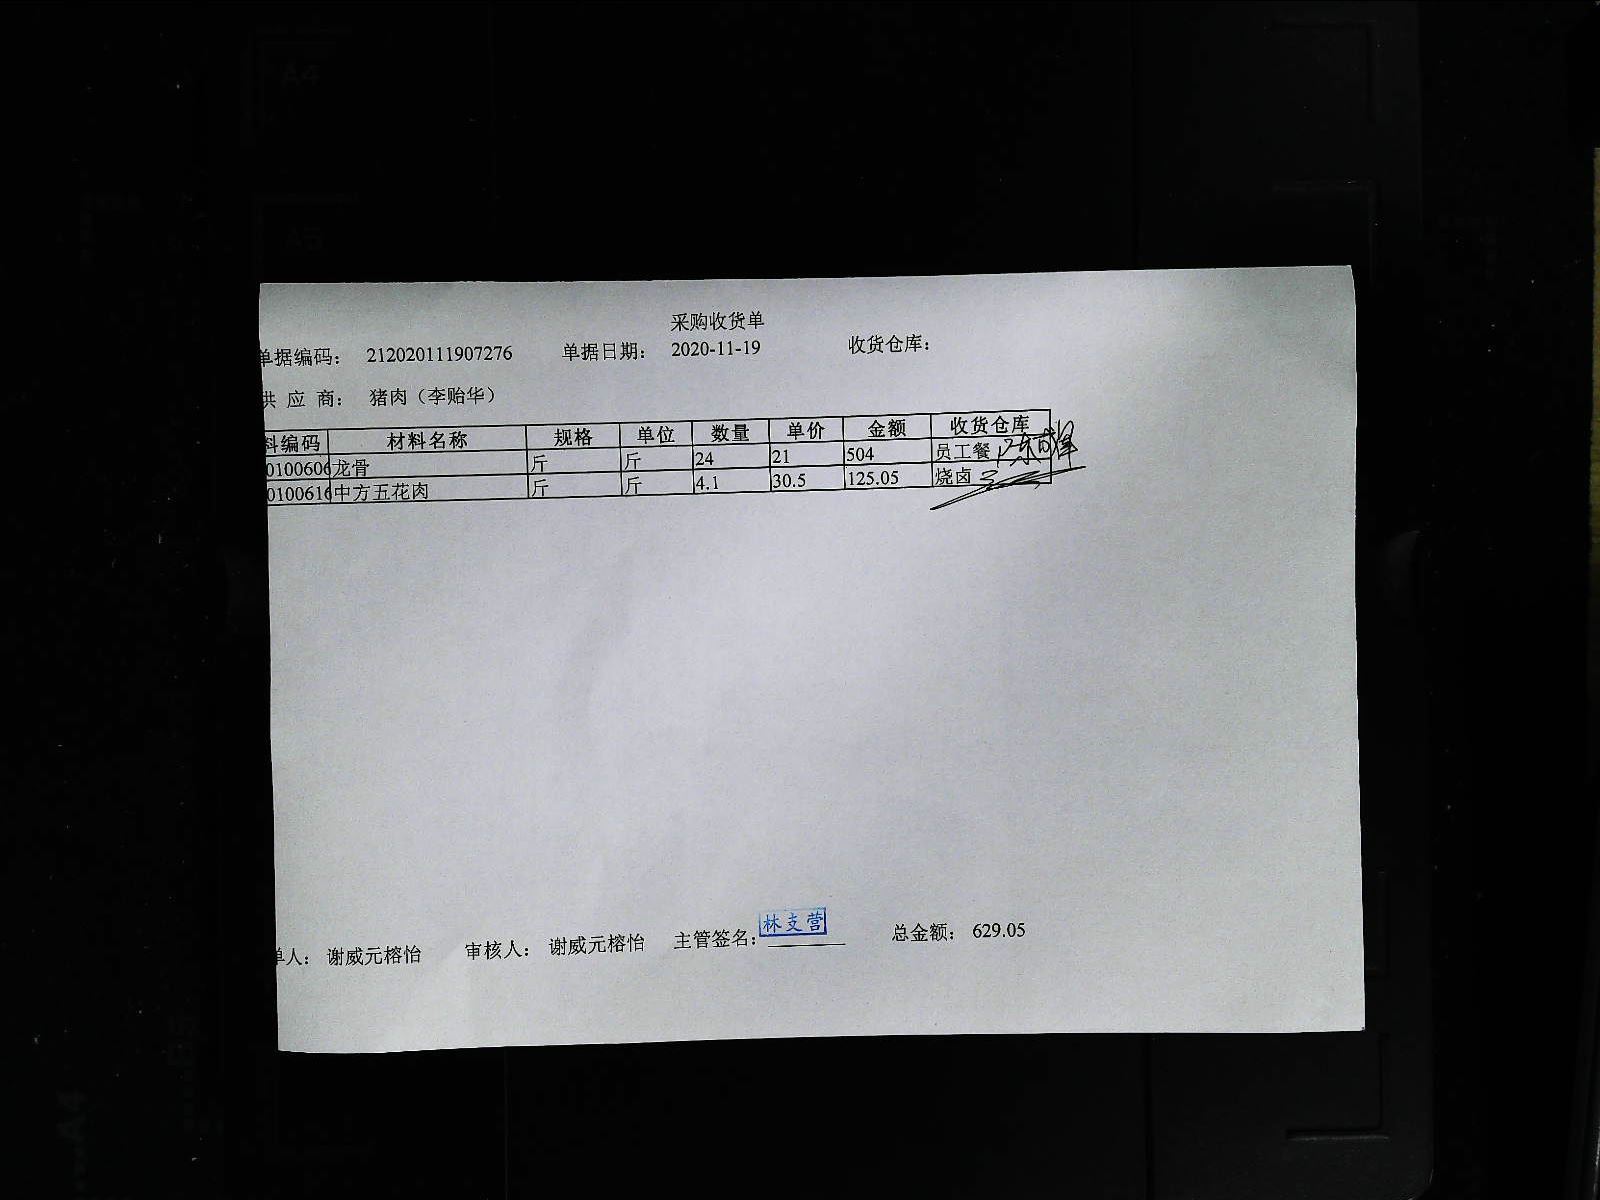 采购收货单
单据编码： 212020111907276 单据日期： 2020-11-19 收货仓库：
供 应 商： 猪肉（李贻华）
料编码 材料名称 规格 单位 数量 单价 金额 收货仓库
0100606 龙骨 斤 斤 24 21 504 员工餐
0100616 中方五花肉 斤 斤 4.1 30.5 125.05 烧卤
单人： 谢威元榕怡 审核人： 谢威元榕怡 主管签名： 林支营 总金额： 629.05